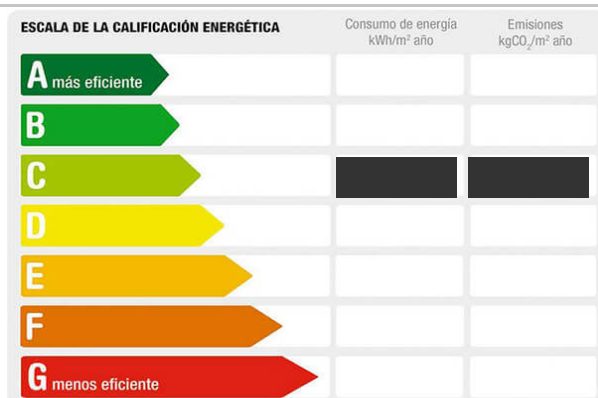 ESCALA DE LA CALIFICACIÓN ENERGÉTICA
Consumo de energía
kWh/m² año
Emisiones
kgCO₂/m² año
A más eficiente
B
C
D
E
F
G menos eficiente